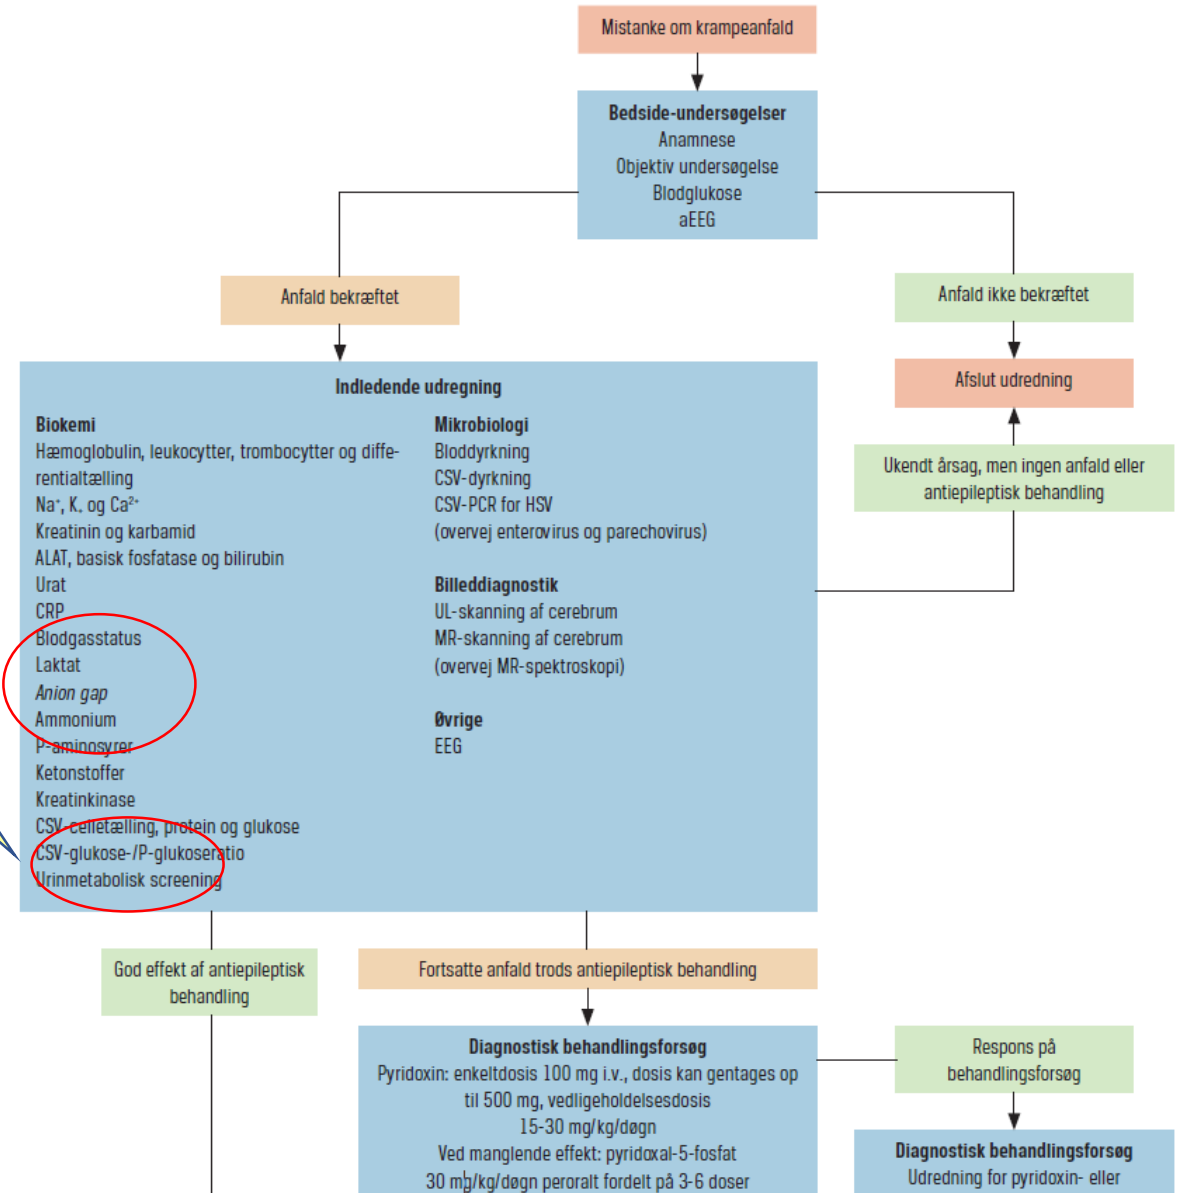 Mistanke om krampeanfald
Bedside-undersøgelser
Anamnese
Objektiv undersøgelse
Blodglukose
aEEG
Anfald bekræftet
Anfald ikke bekræftet
Afslut udredning
Ukendt årsag, men ingen anfald eller
antiepileptisk behandling
Indledende udregning
Biokemi
Hæmoglobulin, leukocytter, trombocytter og diffe-
rentialtælling
Na⁺, K₊ og Ca²⁺
Kreatinin og karbamid
ALAT, basisk fosfatase og bilirubin
Urat
CRP
Blodgasstatus
Laktat
Anion gap
Ammonium
P-aminosyrer
Ketonstoffer
Kreatinkinase
CSV-celletælling, protein og glukose
CSV-glukose-/P-glukoseratio
Urinmetabolisk screening
Mikrobiologi
Bloddyrkning
CSV-dyrkning
CSV-PCR for HSV
(overvej enterovirus og parechovirus)
Billeddiagnostik
UL-skanning af cerebrum
MR-skanning af cerebrum
(overvej MR-spektroskopi)
Øvrige
EEG
God effekt af antiepileptisk
behandling
Fortsatte anfald trods antiepileptisk behandling
Diagnostisk behandlingsforsøg
Pyridoxin: enkeltdosis 100 mg i.v., dosis kan gentages op
til 500 mg, vedligeholdelsesdosis
15-30 mg/kg/døgn
Ved manglende effekt: pyridoxal-5-fosfat
30 mg/kg/døgn peroralt fordelt på 3-6 doser
Respons på
behandlingsforsøg
Diagnostisk behandlingsforsøg
Udredning for pyridoxin- eller